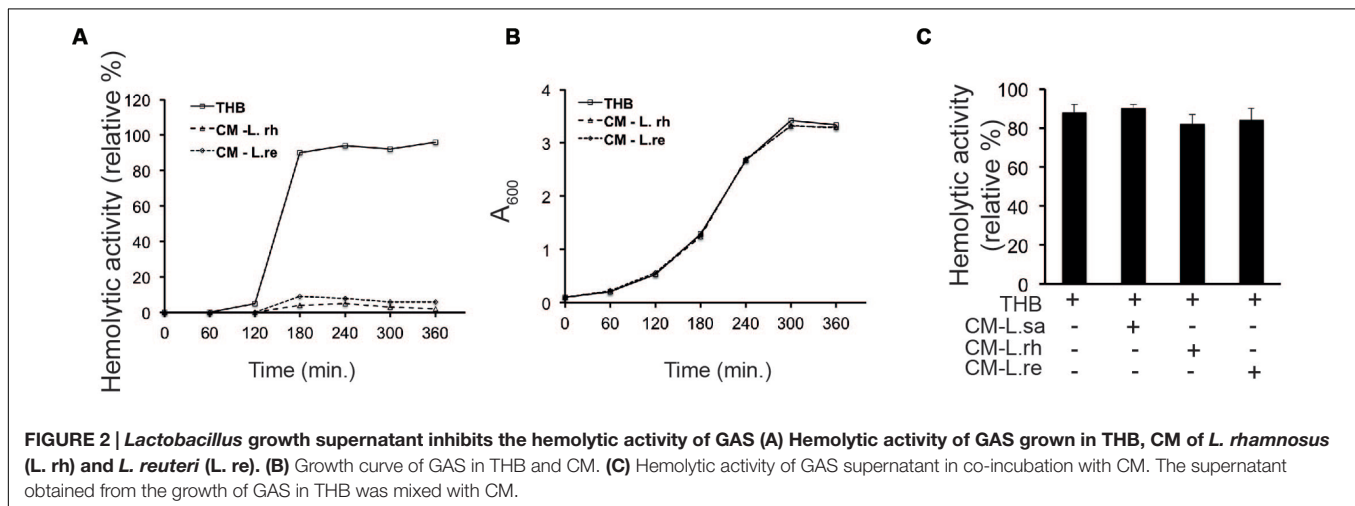 A
Hemolytic activity (relative %)
120
100
80
60
40
20
0
THB
CM -L. rh
CM - L.re
0 60 120 180 240 300 360
Time (min.)
B
A600
4
3
2
1
0
THB
CM - L. rh
CM - L.re
0 60 120 180 240 300 360
Time (min.)
C
Hemolytic activity
(relative %)
100
80
60
40
20
0
THB + + + +
CM-L.sa - + - -
CM-L.rh - - + -
CM-L.re - - - +
FIGURE 2 | Lactobacillus growth supernatant inhibits the hemolytic activity of GAS (A) Hemolytic activity of GAS grown in THB, CM of L. rhamnosus
(L. rh) and L. reuteri (L. re). (B) Growth curve of GAS in THB and CM. (C) Hemolytic activity of GAS supernatant in co-incubation with CM. The supernatant
obtained from the growth of GAS in THB was mixed with CM.